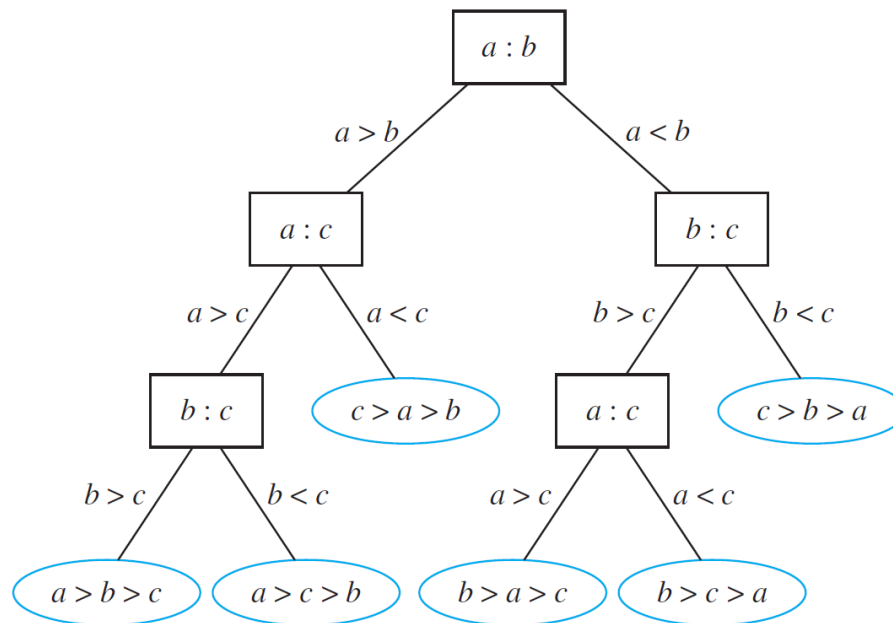 a : b
a > b a < b
a : c b : c
a > c a < c b > c b < c
b : c c > a > b a : c c > b > a
b > c b < c a > c a < c
a > b > c a > c > b b > a > c b > c > a